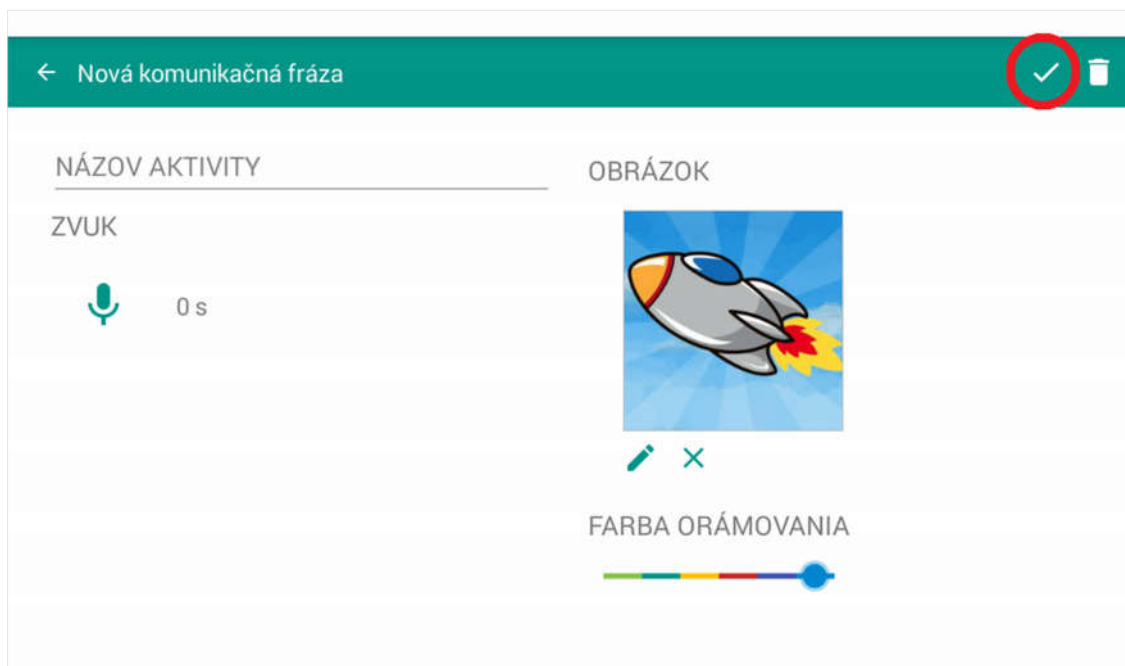 Nová komunikačná fráza
NÁZOV AKTIVITY
ZVUK
0 s
OBRÁZOK
FARBA ORÁMOVANIA